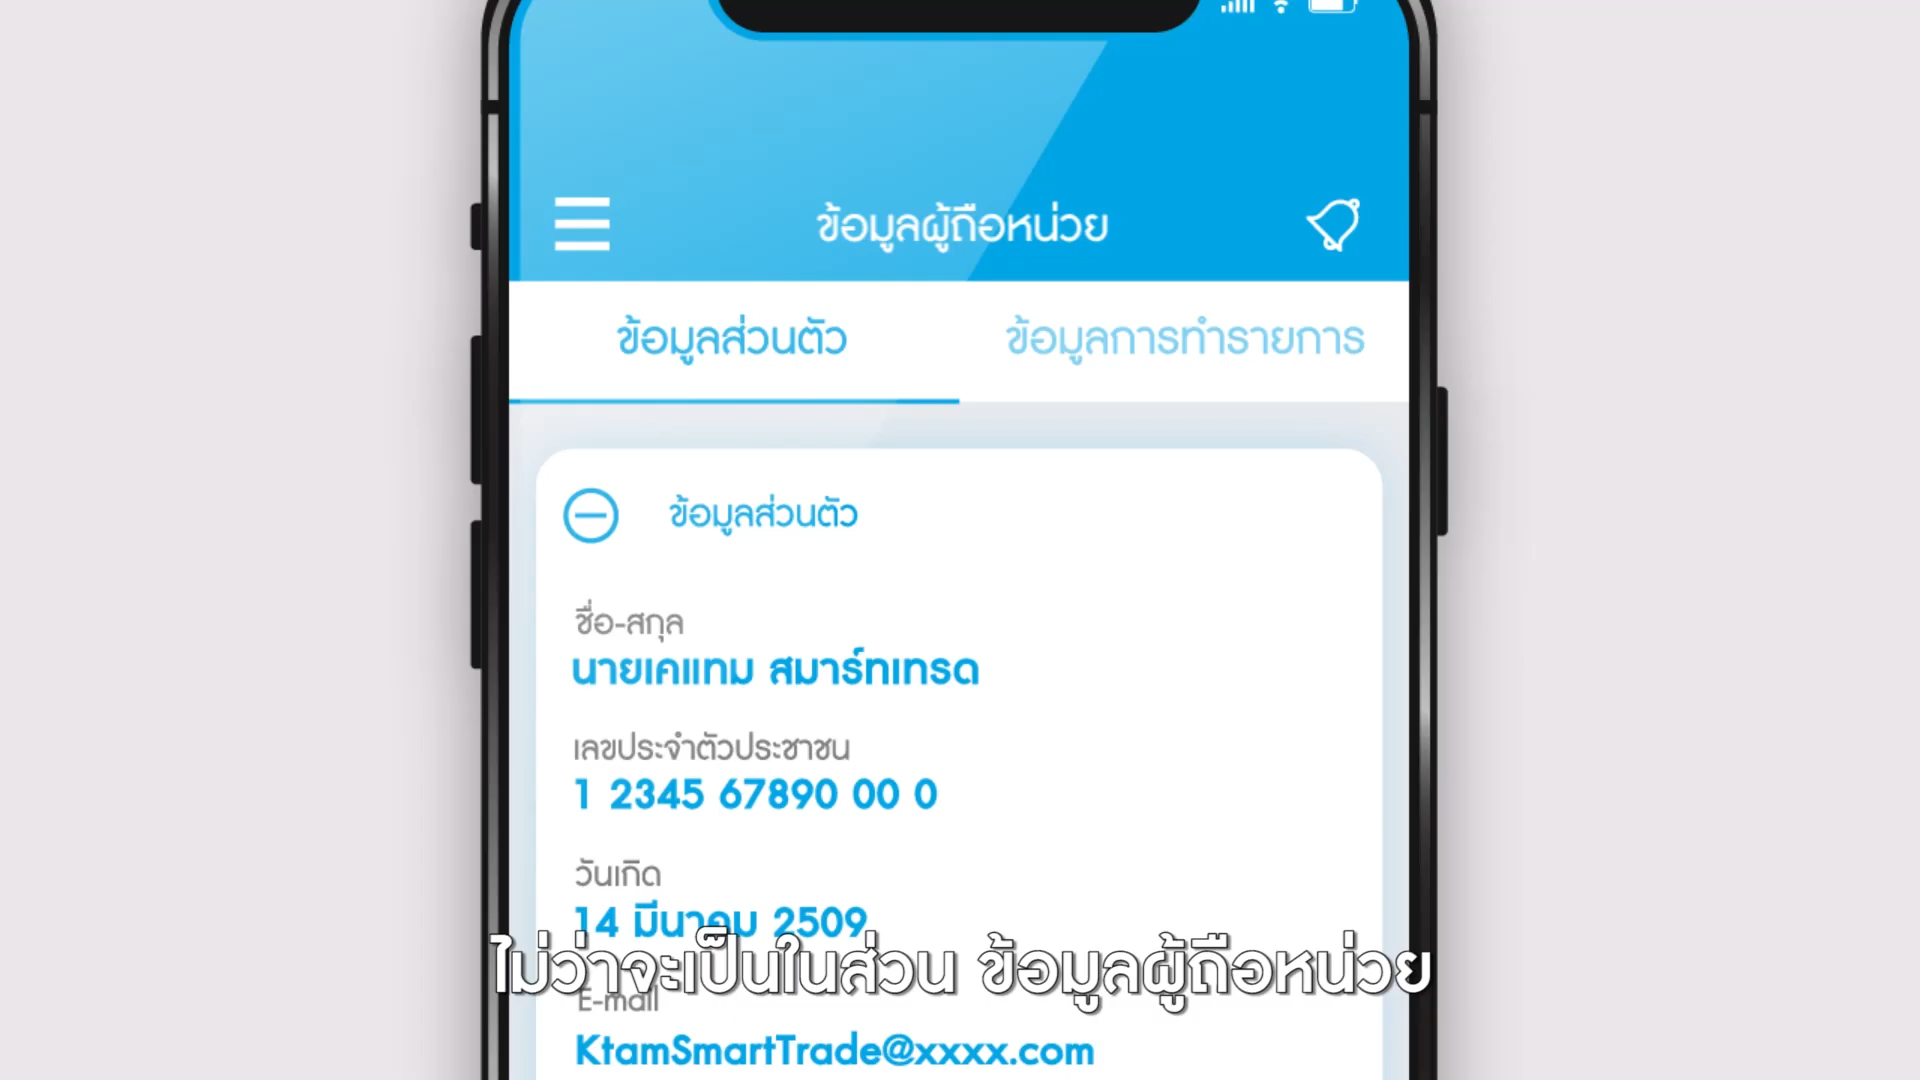 ข้อมูลผู้ถือหน่วย
ข้อมูลส่วนตัว
ข้อมูลการทำรายการ
ข้อมูลส่วนตัว
ชื่อ-สกุล
นายเคแทม สมาร์ทเทรด
เลขประจำตัวประชาชน
1 2345 67890 00 0
วันเกิด
14 มีนาคม 2509
ไม่ว่าจะเป็นในส่วน ข้อมูลผู้ถือหน่วย
E-mail
KtamSmartTrade@xxxx.com